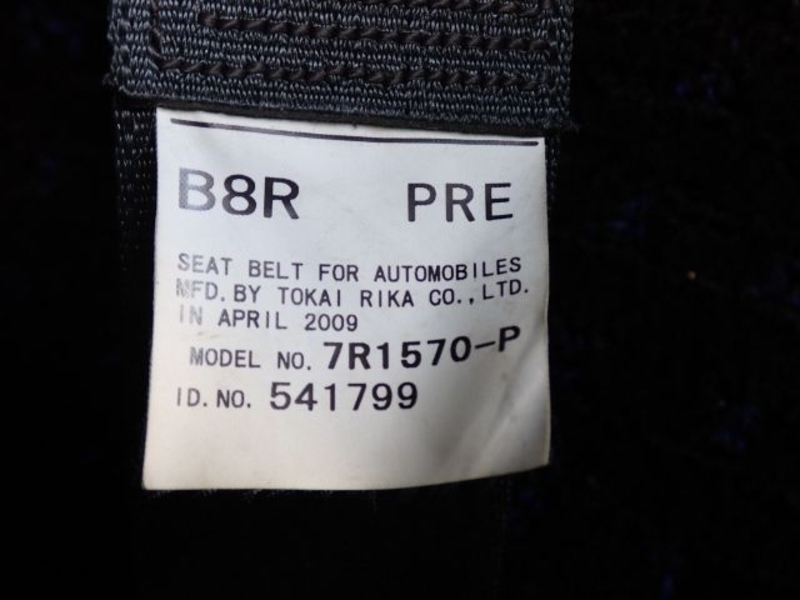 B8R PRE
SEAT BELT FOR AUTOMOBILES
MFD. BY TOKAI RIKA CO., LTD.
IN APRIL 2009
MODEL NO. 7R1570-P
ID. NO. 541799